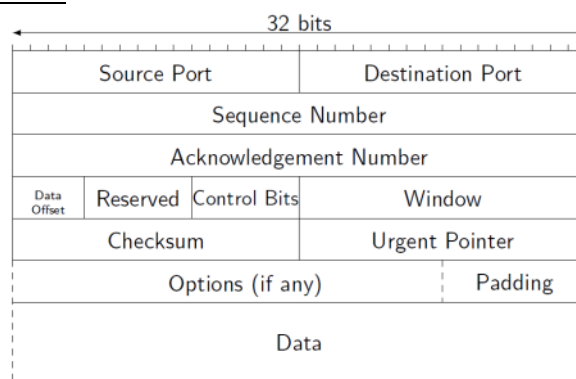 32 bits
Source Port Destination Port
Sequence Number
Acknowledgement Number
Data Offset Reserved Control Bits Window
Checksum Urgent Pointer
Options (if any) Padding
Data